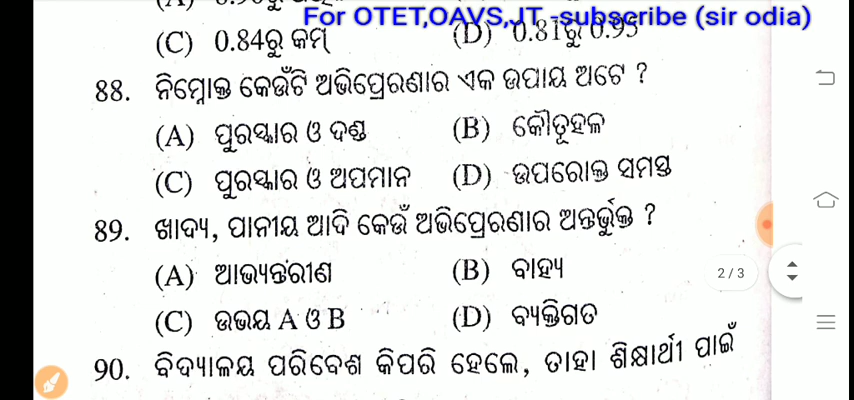 For OTET,OAVS,JT -subscribe (sir odia)
(C) 0.84ରୁ କମ୍ (D) 0.81ରୁ 0.95
88. ନିମ୍ନୋକ୍ତ କେଉଁଟି ଅଭିପ୍ରେରଣାର ଏକ ଉପାୟ ଅଟେ ?
(A) ପୁରସ୍କାର ଓ ଦଣ୍ଡ (B) କୌତୂହଳ
(C) ପୁରସ୍କାର ଓ ଅପମାନ (D) ଉପରୋକ୍ତ ସମସ୍ତ
89. ଖାଦ୍ୟ, ପାନୀୟ ଆଦି କେଉଁ ଅଭିପ୍ରେରଣାର ଅନ୍ତର୍ଭୁକ୍ତ ?
(A) ଆଭ୍ୟନ୍ତରୀଣ (B) ବାହ୍ୟ
2/3
(C) ଉଭୟ A ଓ B (D) ବ୍ୟକ୍ତିଗତ
90. ବିଦ୍ୟାଳୟ ପରିବେଶ କିପରି ହେଲେ, ତାହା ଶିକ୍ଷାର୍ଥୀ ପାଇଁ